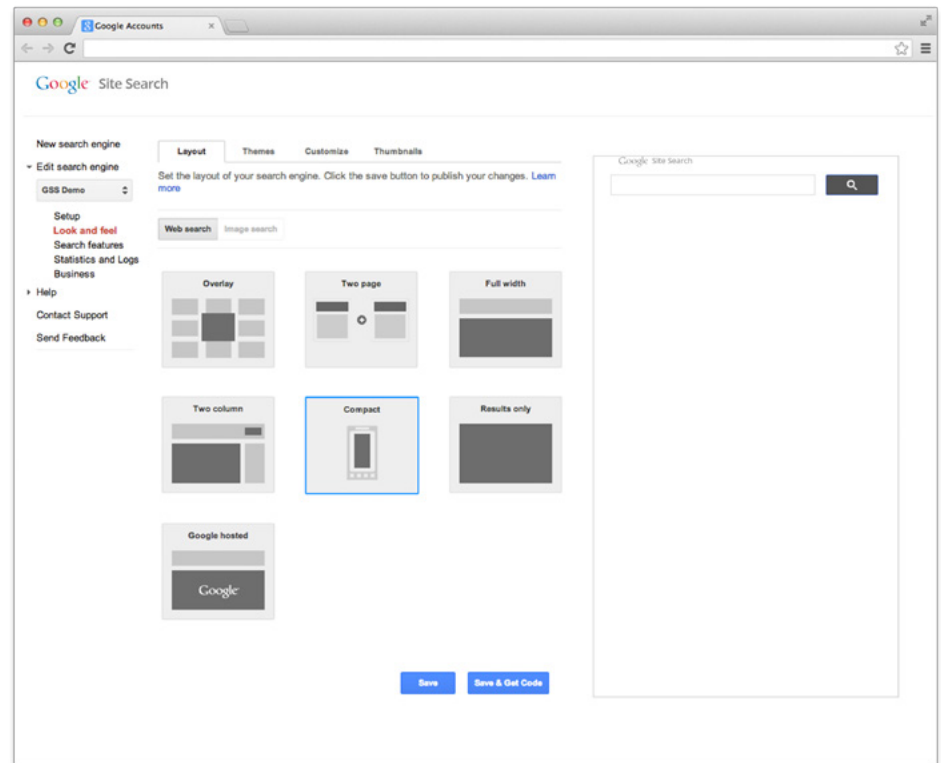 Google Accounts
Google Site Search
New search engine
Edit search engine
GSS Demo
Setup
Look and feel
Search features
Statistics and Logs
Business
Help
Contact Support
Send Feedback
Layout Themes Customize Thumbnails
Set the layout of your search engine. Click the save button to publish your changes. Learn
more
Web search Image search
Overlay Two page Full width
Two column Compact Results only
Google hosted
Google
Save Save & Get Code
Google Site Search